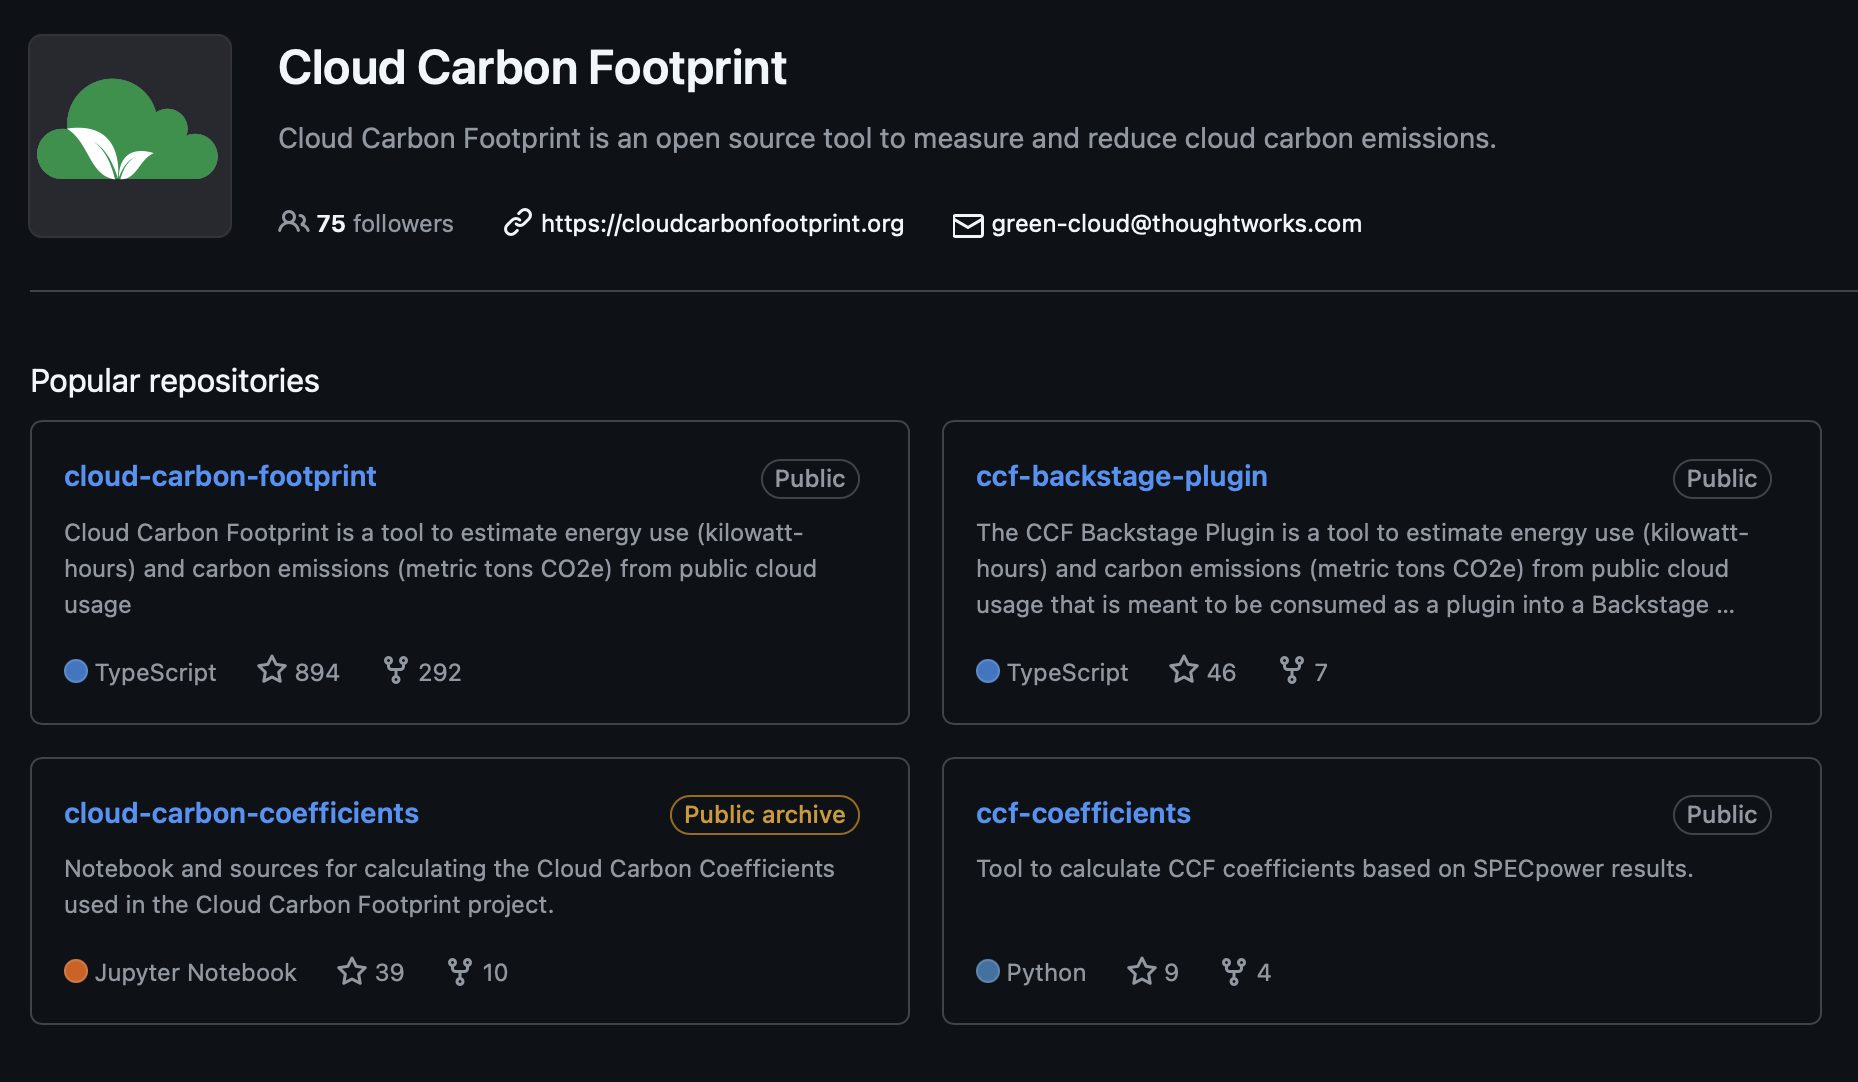 Cloud Carbon Footprint
Cloud Carbon Footprint is an open source tool to measure and reduce cloud carbon emissions.
75 followers https://cloudcarbonfootprint.org green-cloud@thoughtworks.com
Popular repositories
cloud-carbon-footprint Public
Cloud Carbon Footprint is a tool to estimate energy use (kilowatt-
hours) and carbon emissions (metric tons CO2e) from public cloud
usage
TypeScript 894 292
ccf-backstage-plugin Public
The CCF Backstage Plugin is a tool to estimate energy use (kilowatt-
hours) and carbon emissions (metric tons CO2e) from public cloud
usage that is meant to be consumed as a plugin into a Backstage ...
TypeScript 46 7
cloud-carbon-coefficients Public archive
Notebook and sources for calculating the Cloud Carbon Coefficients
used in the Cloud Carbon Footprint project.
Jupyter Notebook 39 10
ccf-coefficients Public
Tool to calculate CCF coefficients based on SPECpower results.
Python 9 4